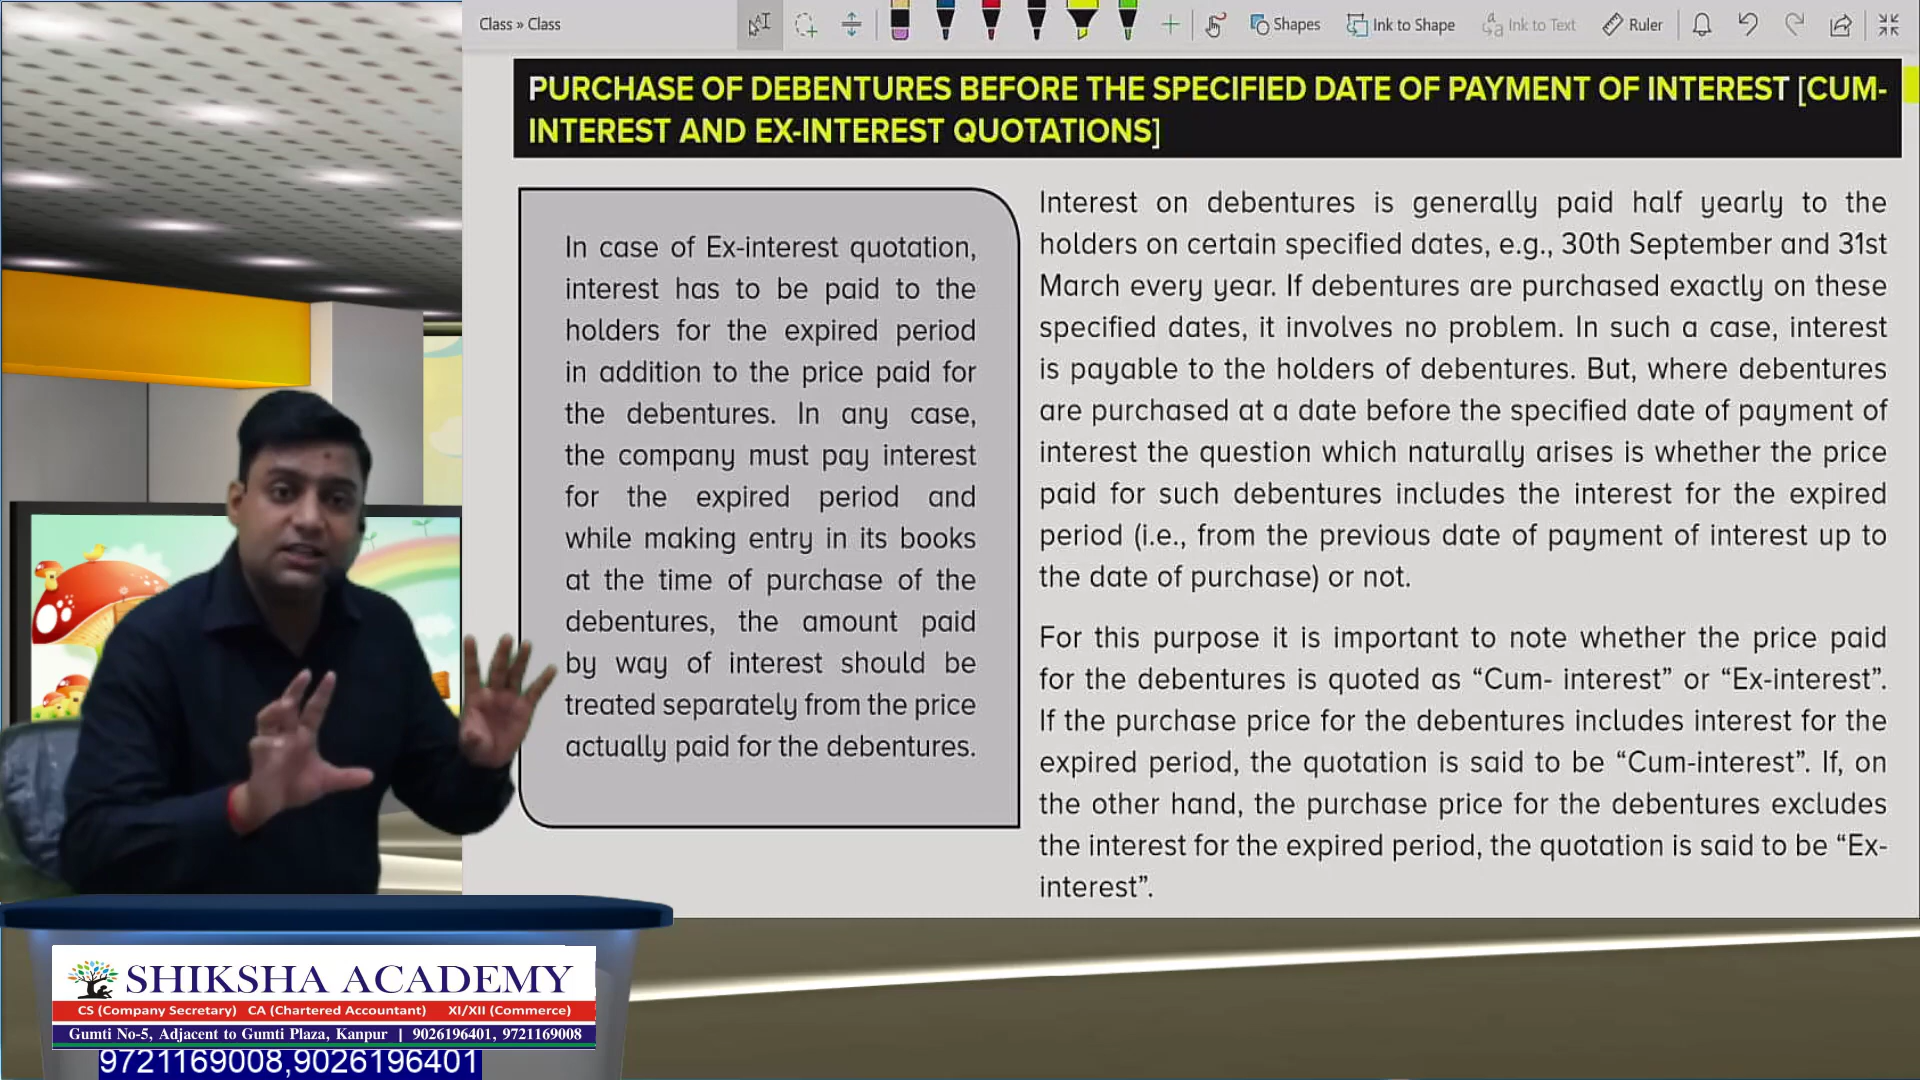 Class » Class
Shapes
Ink to Shape
Ink to Text
Ruler
PURCHASE OF DEBENTURES BEFORE THE SPECIFIED DATE OF PAYMENT OF INTEREST [CUM-
INTEREST AND EX-INTEREST QUOTATIONS]
In case of Ex-interest quotation,
interest has to be paid to the
holders for the expired period
in addition to the price paid for
the debentures. In any case,
the company must pay interest
for the expired period and
while making entry in its books
at the time of purchase of the
debentures, the amount paid
by way of interest should be
treated separately from the price
actually paid for the debentures.
Interest on debentures is generally paid half yearly to the
holders on certain specified dates, e.g., 30th September and 31st
March every year. If debentures are purchased exactly on these
specified dates, it involves no problem. In such a case, interest
is payable to the holders of debentures. But, where debentures
are purchased at a date before the specified date of payment of
interest the question which naturally arises is whether the price
paid for such debentures includes the interest for the expired
period (i.e., from the previous date of payment of interest up to
the date of purchase) or not.
For this purpose it is important to note whether the price paid
for the debentures is quoted as “Cum- interest” or “Ex-interest”.
If the purchase price for the debentures includes interest for the
expired period, the quotation is said to be “Cum-interest”. If, on
the other hand, the purchase price for the debentures excludes
the interest for the expired period, the quotation is said to be “Ex-
interest”.
SHIKSHA ACADEMY
CS (Company Secretary) CA (Chartered Accountant) XI/XII (Commerce)
Gumti No-5, Adjacent to Gumti Plaza, Kanpur | 9026196401, 9721169008
9721169008,9026196401